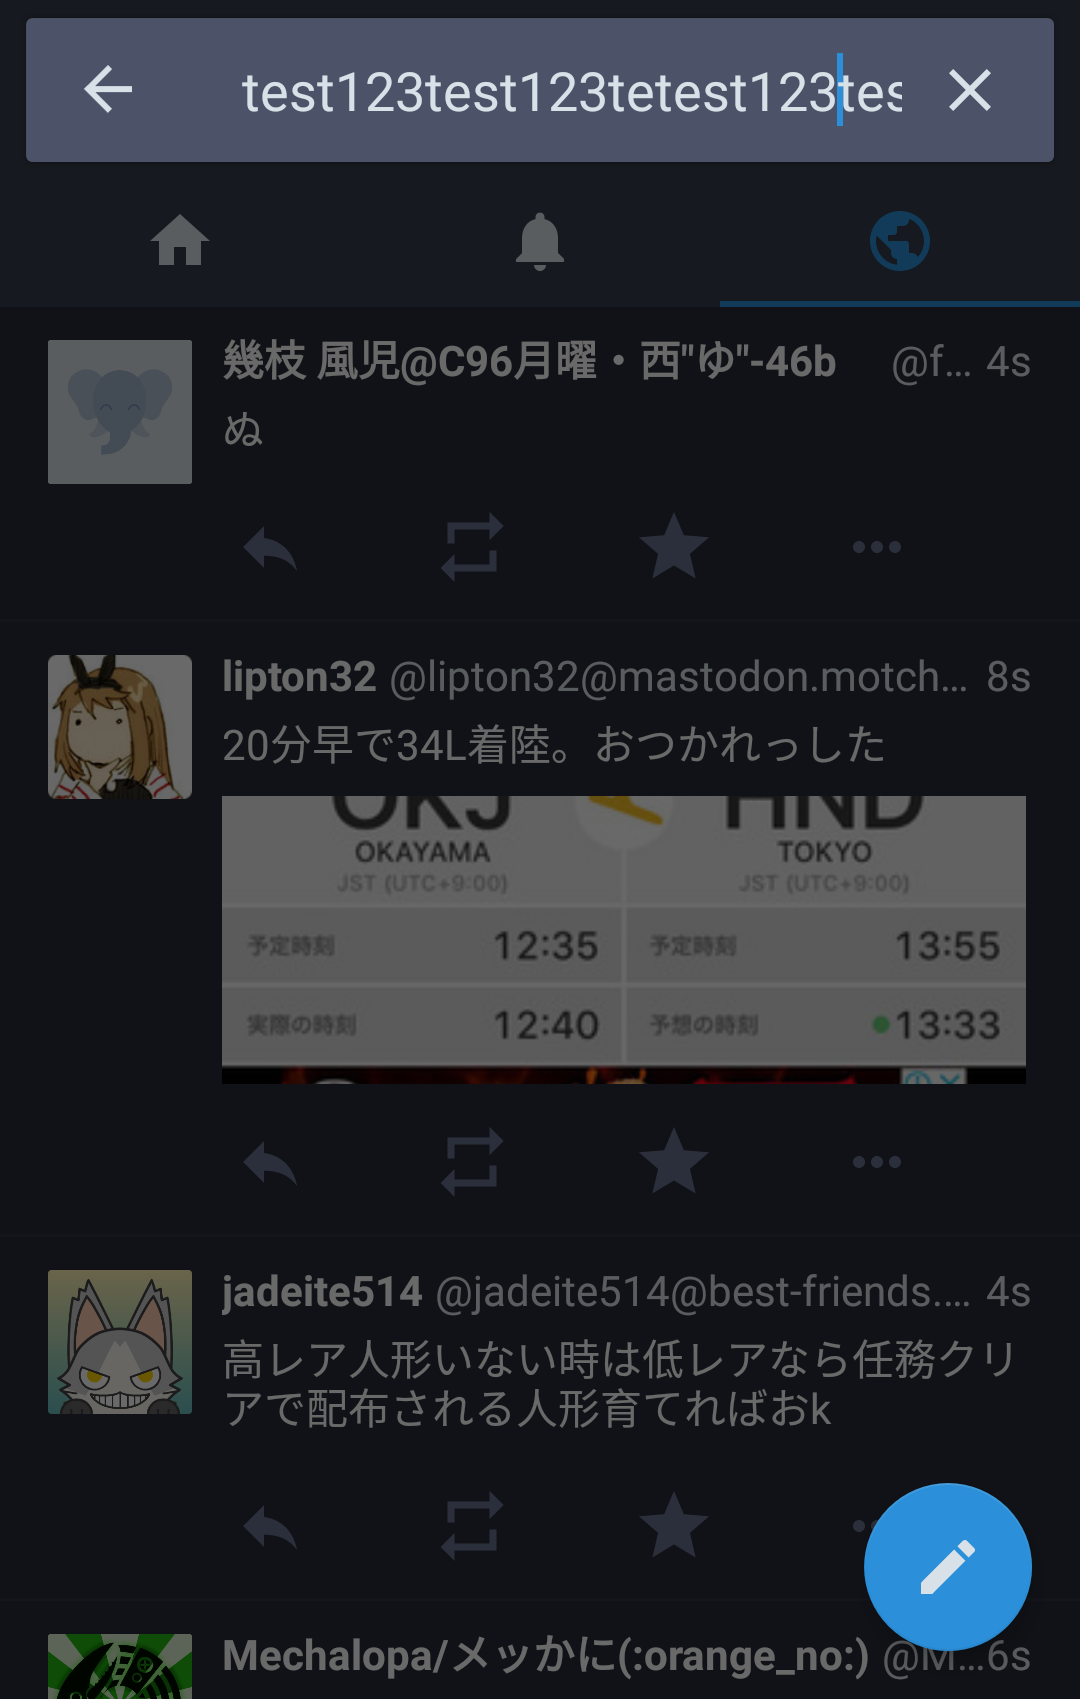 test123test123tetest123tes
幾枝 風児@C96月曜・西"ゆ"-46b @f... 4s
ぬ
lipton32 @lipton32@mastodon.motch... 8s
20分早で34L着陸。おつかれっした
OKJ HND
OKAYAMA TOKYO
JST (UTC+9:00) JST (UTC+9:00)
予定時刻 12:35 予定時刻 13:55
実際の時刻 12:40 予想の時刻 13:33
jadeite514 @jadeite514@best-friends.... 4s
高レア人形いない時は低レアなら任務クリ
アで配布される人形育てればおk
Mechalopa/メッかに(:orange_no:) @M... 6s